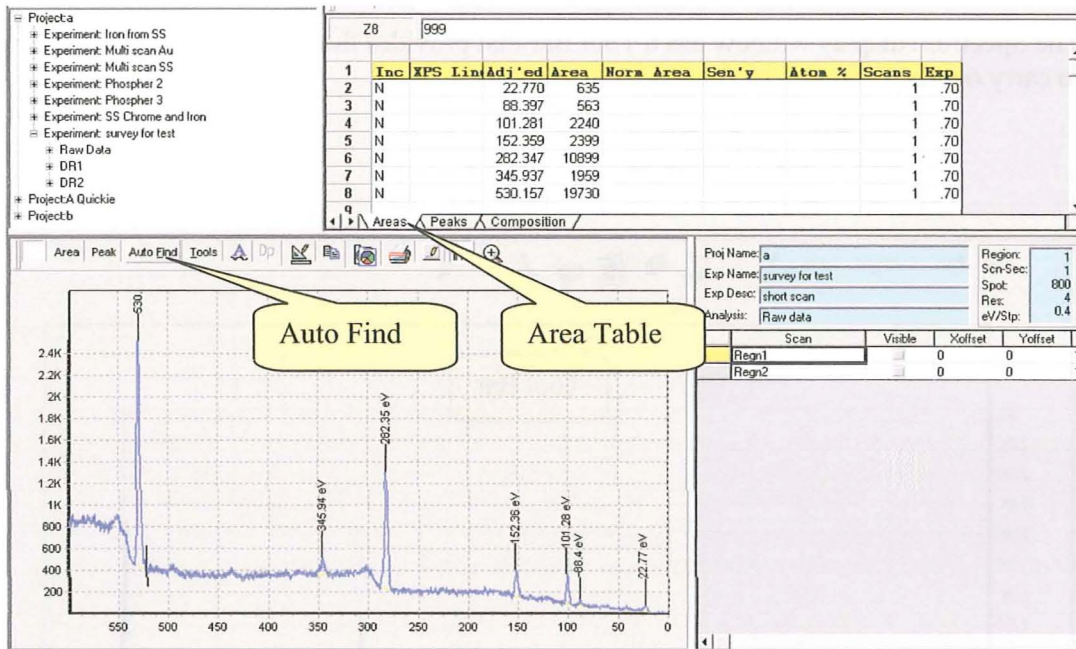 Project:a
Experiment: Iron from SS
Experiment: Multi scan Au
Experiment: Multi scan SS
Experiment: Phospher 2
Experiment: Phospher 3
Experiment: SS Chrome and Iron
Experiment: survey for test
Raw Data
DR1
DR2
Project:A Quickie
Project:b
Z8 999
1 Inc XPS Lin Adj'ed Area Norm Area Sen'y Atom % Scans Exp
2 N 22.770 635 1 .70
3 N 88.397 563 1 .70
4 N 101.281 2240 1 .70
5 N 152.359 2399 1 .70
6 N 282.347 10899 1 .70
7 N 345.937 1959 1 .70
8 N 530.157 19730 1 .70
9
Areas Peaks Composition
Area Peak Auto Find Tools Dp
Auto Find
Area Table
Proj Name: a
Exp Name: survey for test
Exp Desc: short scan
Analysis: Raw data
Region: 1
Scn-Sec: 1
Spot: 800
Res: 4
eV/Stp: 0.4
Scan Visible Xoffset Yoffset
Regn1 0 0
Regn2 0 0
530.
282.35 eV
345.94 eV
152.36 eV
101.28 eV
88.4 eV
22.77 eV
2.4K
2.2K
2K
1.8K
1.6K
1.4K
1.2K
1K
800
600
400
200
550 500 450 400 350 300 250 200 150 100 50 0